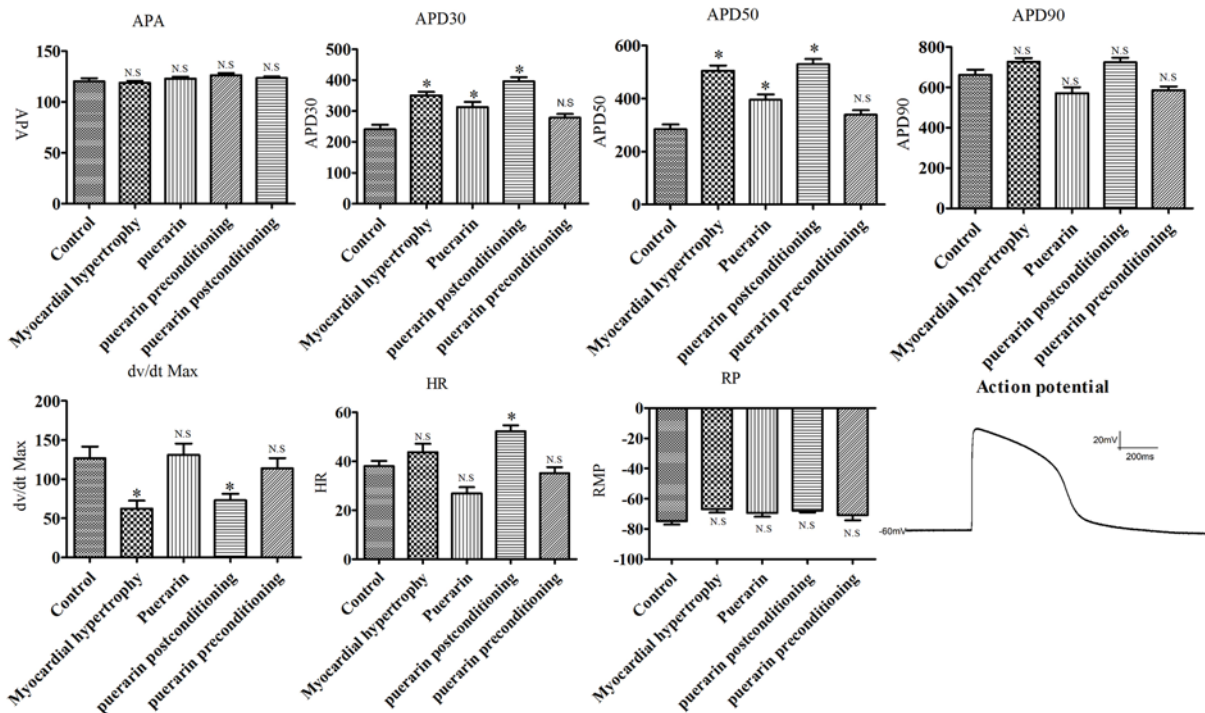 APA
APA
150
100
50
0
N.S
N.S
N.S
N.S
Control
Myocardial hypertrophy
puerarin
puerarin preconditioning
puerarin postconditioning
APD30
APD30
500
400
300
200
100
0
*
*
*
N.S
Control
Myocardial hypertrophy
Puerarin
puerarin postconditioning
puerarin preconditioning
APD50
APD50
600
400
200
0
*
*
*
N.S
Control
Myocardial hypertrophy
Puerarin
puerarin postconditioning
puerarin preconditioning
APD90
APD90
800
600
400
200
0
N.S
N.S
N.S
N.S
Control
Myocardial hypertrophy
Puerarin
puerarin postconditioning
puerarin preconditioning
dv/dt Max
dv/dt Max
200
150
100
50
0
*
N.S
*
N.S
Control
Myocardial hypertrophy
Puerarin
puerarin postconditioning
puerarin preconditioning
HR
HR
60
40
20
0
N.S
N.S
*
N.S
Control
Myocardial hypertrophy
Puerarin
puerarin postconditioning
puerarin preconditioning
RP
RMP
0
-20
-40
-60
-80
-100
N.S
N.S
N.S
N.S
Control
Myocardial hypertrophy
Puerarin
puerarin postconditioning
puerarin preconditioning
Action potential
20mV
200ms
-60mV